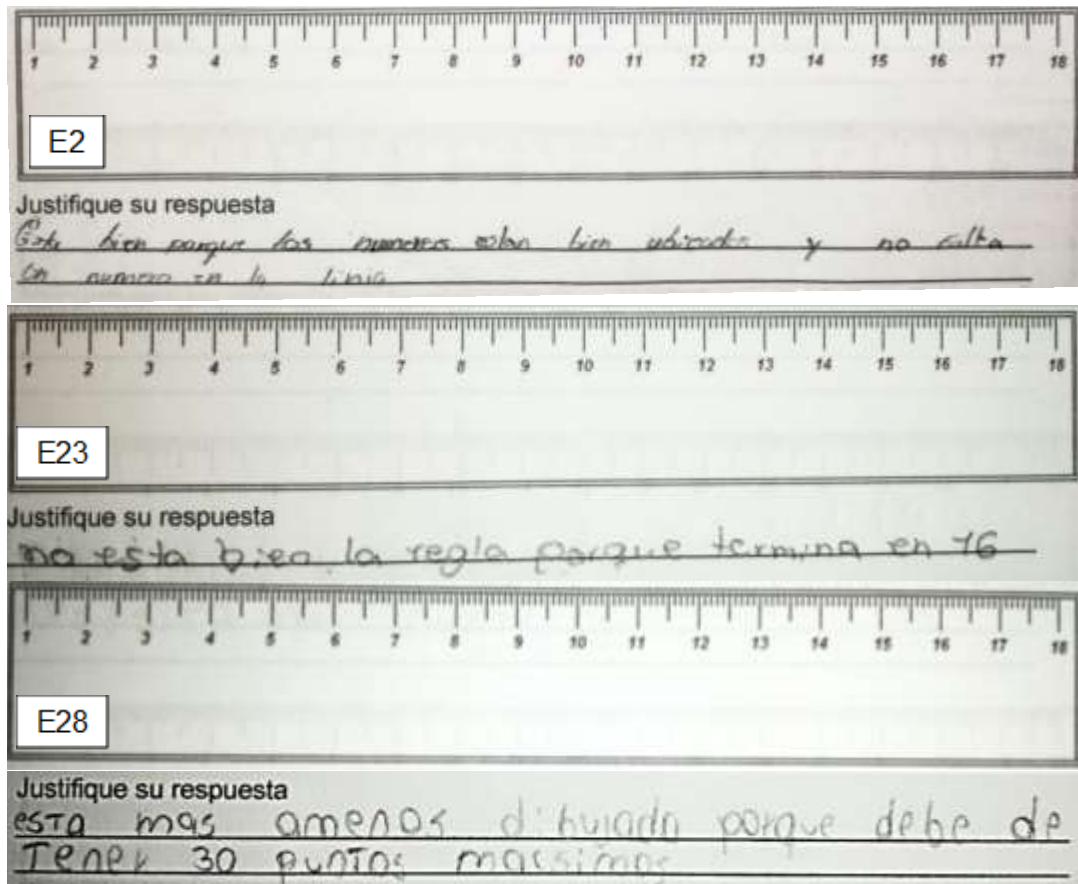 1 2 3 4 5 6 7 8 9 10 11 12 13 14 15 16 17 18
E2
Justifique su respuesta
Esta bien porque los numeros estan bien ubicados y no falta
un numero en la linia
1 2 3 4 5 6 7 8 9 10 11 12 13 14 15 16 17 18
E23
Justifique su respuesta
no esta bien la regla porque termina en 16
1 2 3 4 5 6 7 8 9 10 11 12 13 14 15 16 17 18
E28
Justifique su respuesta
esta mas amenos dibujada porque debe de
Tener 30 puntos macsimos